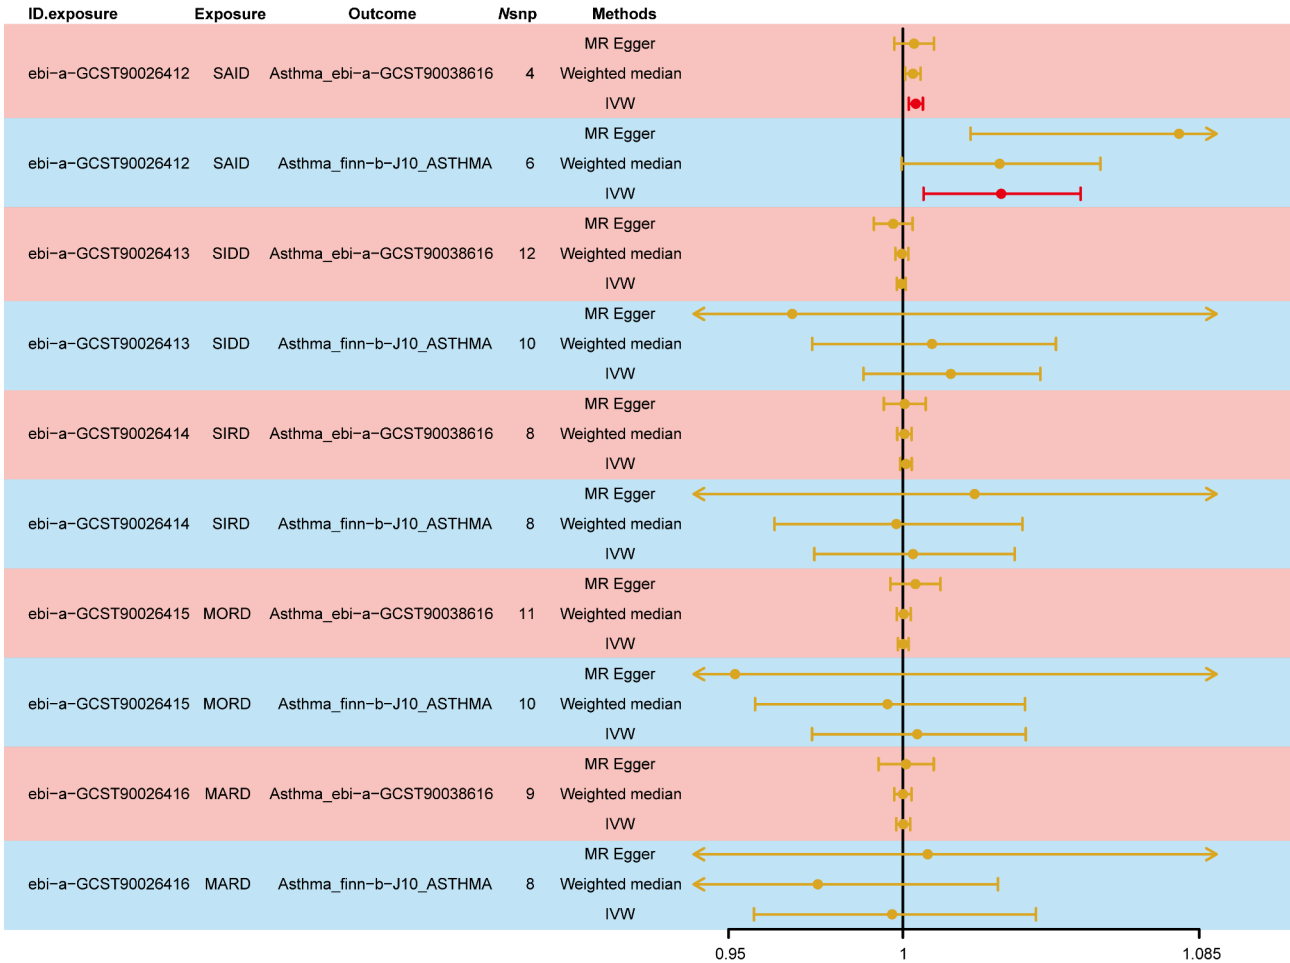 ID.exposure Exposure Outcome Nsnp Methods
MR Egger
ebi−a−GCST90026412 SAID Asthma_ebi−a−GCST90038616 4 Weighted median
IVW
MR Egger
ebi−a−GCST90026412 SAID Asthma_finn−b−J10_ASTHMA 6 Weighted median
IVW
MR Egger
ebi−a−GCST90026413 SIDD Asthma_ebi−a−GCST90038616 12 Weighted median
IVW
MR Egger
ebi−a−GCST90026413 SIDD Asthma_finn−b−J10_ASTHMA 10 Weighted median
IVW
MR Egger
ebi−a−GCST90026414 SIRD Asthma_ebi−a−GCST90038616 8 Weighted median
IVW
MR Egger
ebi−a−GCST90026414 SIRD Asthma_finn−b−J10_ASTHMA 8 Weighted median
IVW
MR Egger
ebi−a−GCST90026415 MORD Asthma_ebi−a−GCST90038616 11 Weighted median
IVW
MR Egger
ebi−a−GCST90026415 MORD Asthma_finn−b−J10_ASTHMA 10 Weighted median
IVW
MR Egger
ebi−a−GCST90026416 MARD Asthma_ebi−a−GCST90038616 9 Weighted median
IVW
MR Egger
ebi−a−GCST90026416 MARD Asthma_finn−b−J10_ASTHMA 8 Weighted median
IVW
0.95 1 1.085